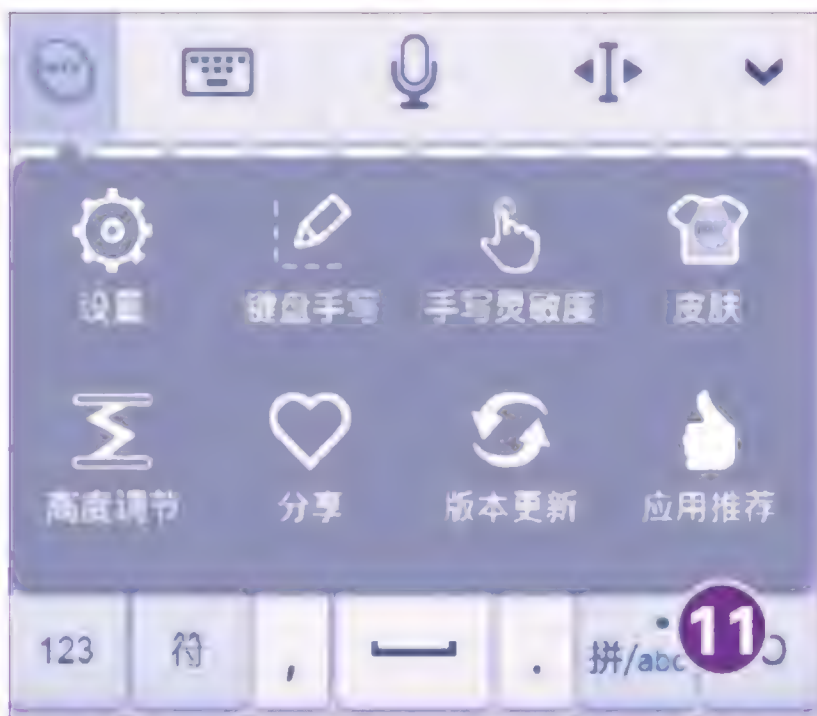 设置 键盘手写 手写灵敏度 皮肤
高度调节 分享 版本更新 应用推荐
123 符 , . 拼/abc 11